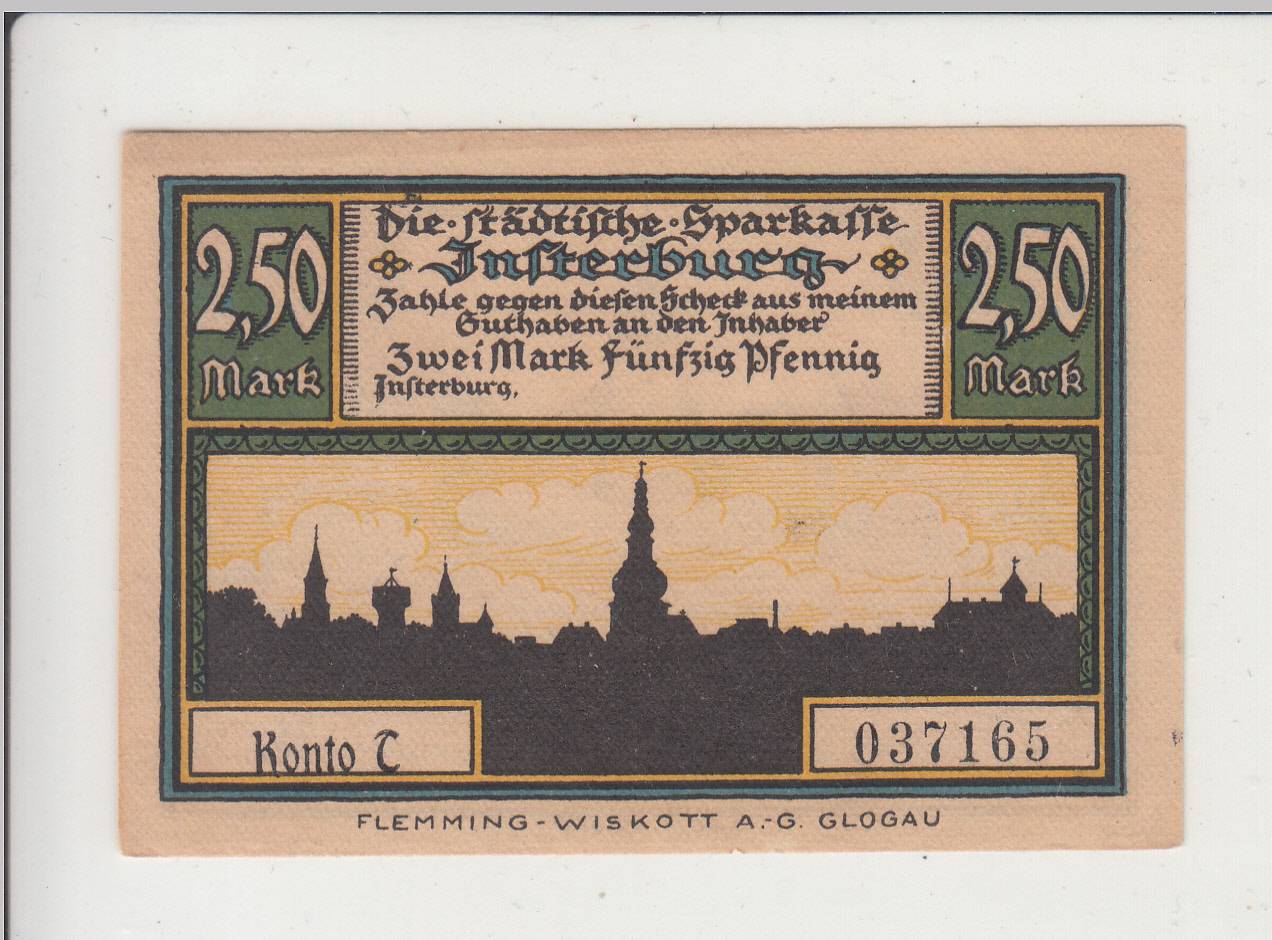 2,50
Mark
Die·städtische·Sparkasse
Insterburg
Zahle gegen diesen Scheck aus meinem
Guthaben an den Inhaber
Zwei Mark Fünfzig Pfennig
Insterburg,
2,50
Mark
Konto C
037165
FLEMMING-WISKOTT A.-G. GLOGAU